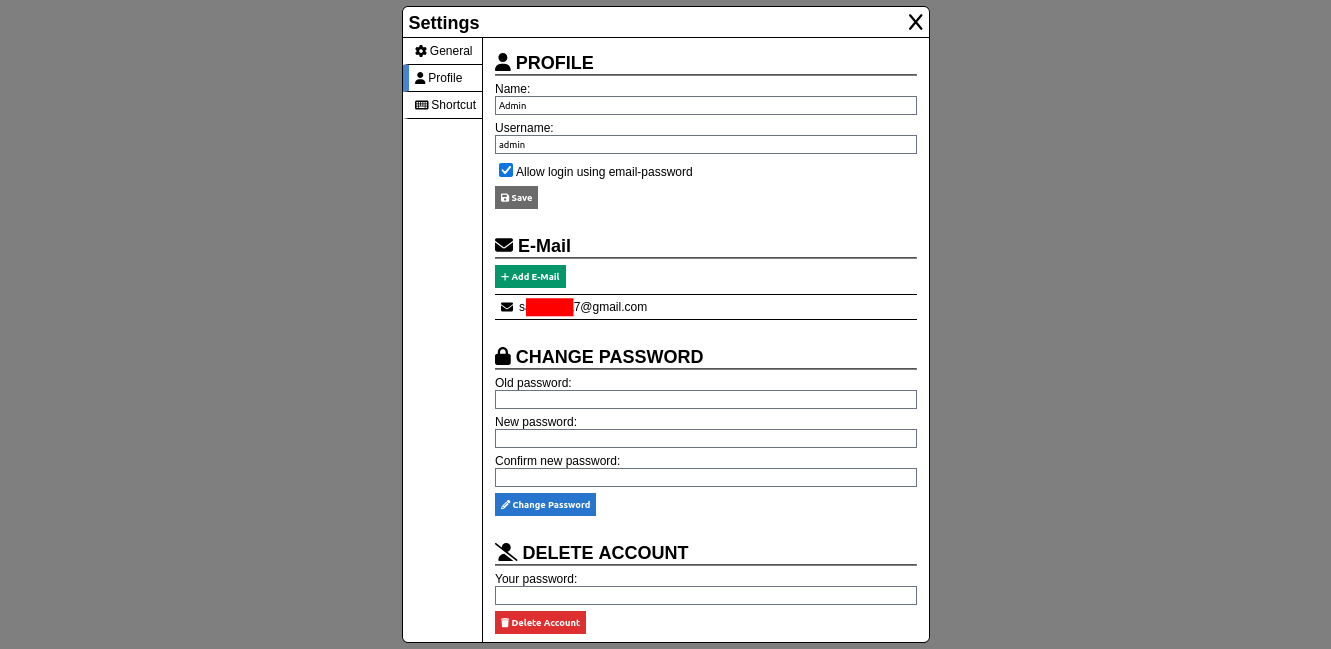 Settings
General
Profile
Shortcut
PROFILE
Name:
Admin
Username:
admin
Allow login using email-password
Save
E-Mail
Add E-Mail
s 7@gmail.com
CHANGE PASSWORD
Old password:
New password:
Confirm new password:
Change Password
DELETE ACCOUNT
Your password:
Delete Account